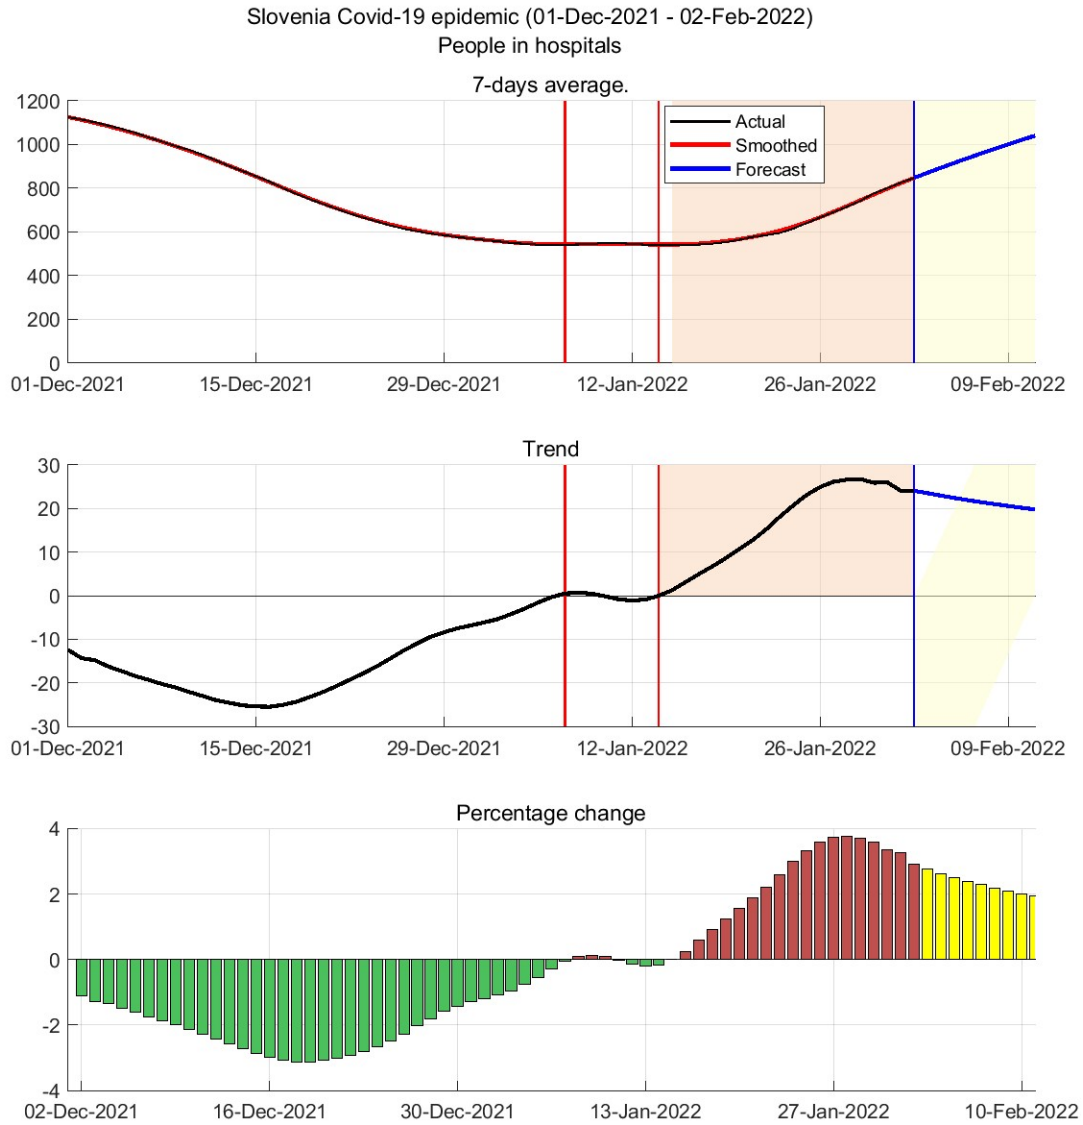 Slovenia Covid-19 epidemic (01-Dec-2021 - 02-Feb-2022)
People in hospitals
7-days average.
1200
1000
800
600
400
200
0
Actual
Smoothed
Forecast
01-Dec-2021 15-Dec-2021 29-Dec-2021 12-Jan-2022 26-Jan-2022 09-Feb-2022
Trend
30
20
10
0
-10
-20
-30
01-Dec-2021 15-Dec-2021 29-Dec-2021 12-Jan-2022 26-Jan-2022 09-Feb-2022
Percentage change
4
2
0
-2
-4
02-Dec-2021 16-Dec-2021 30-Dec-2021 13-Jan-2022 27-Jan-2022 10-Feb-2022